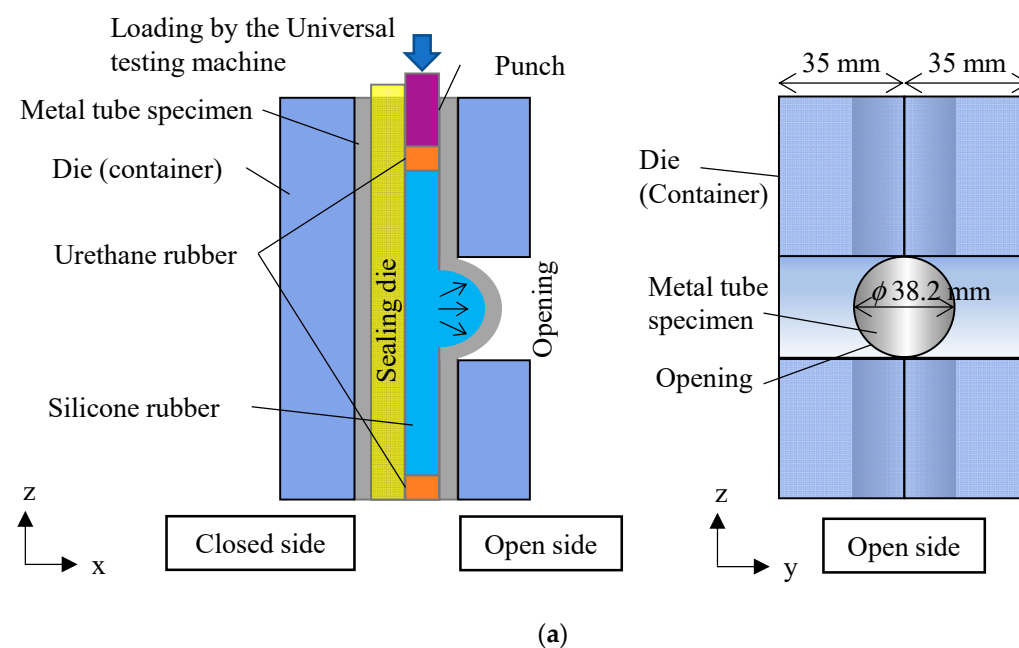 Loading by the Universal
testing machine
Punch
Metal tube specimen
Die (container)
Urethane rubber
Sealing die
Opening
Silicone rubber
z
x
Closed side
Open side
35 mm
35 mm
Die
(Container)
Metal tube
specimen
ϕ 38.2 mm
Opening
z
y
Open side
(a)